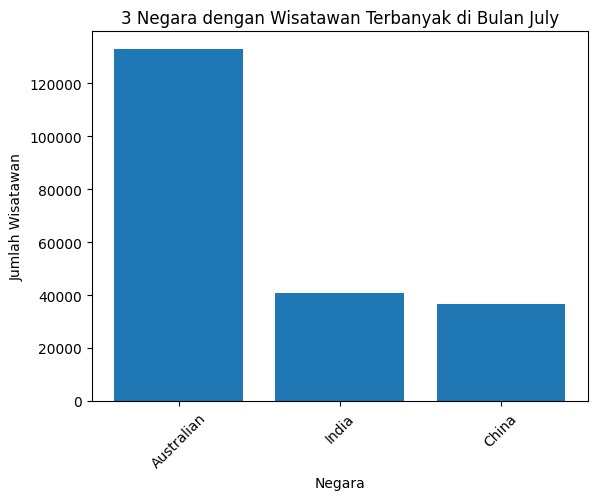 3 Negara dengan Wisatawan Terbanyak di Bulan July
Jumlah Wisatawan
120000
100000
80000
60000
40000
20000
0
Australian
India
China
Negara